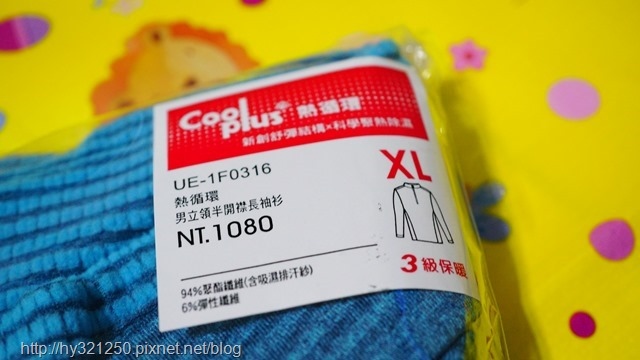 Cool plus 熱循環
新創舒彈結構×科學聚熱除濕
XL
UE-1F0316
熱循環
男立領半開襟長袖衫
NT.1080
3級保暖
94%聚酯纖維(含吸濕排汗紗)
6%彈性纖維
http://hy321250.pixnet.net/blog